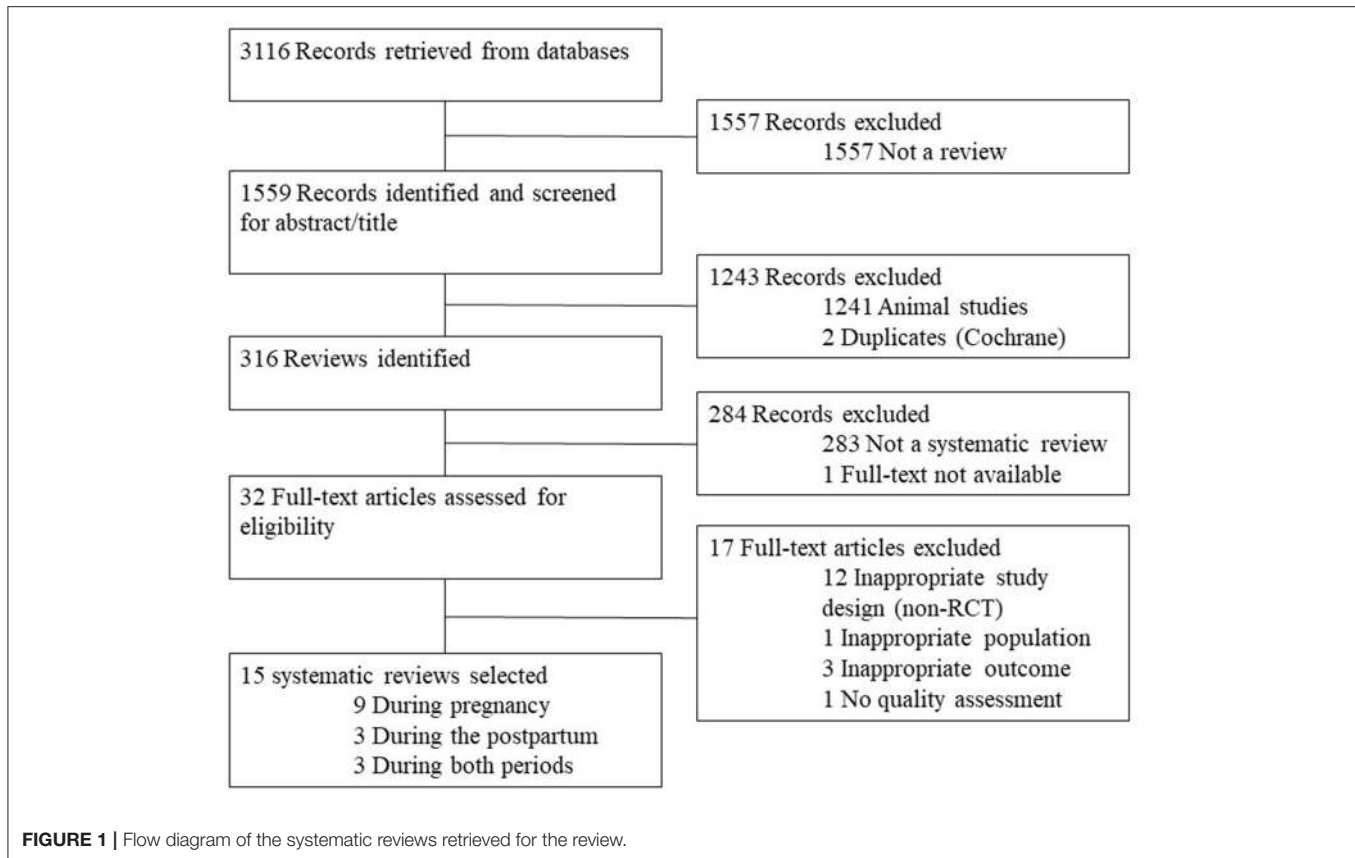 3116 Records retrieved from databases
1557 Records excluded
1557 Not a review
1559 Records identified and screened
for abstract/title
1243 Records excluded
1241 Animal studies
2 Duplicates (Cochrane)
316 Reviews identified
284 Records excluded
283 Not a systematic review
1 Full-text not available
32 Full-text articles assessed for
eligibility
17 Full-text articles excluded
12 Inappropriate study
design (non-RCT)
1 Inappropriate population
3 Inappropriate outcome
1 No quality assessment
15 systematic reviews selected
9 During pregnancy
3 During the postpartum
3 During both periods
FIGURE 1 | Flow diagram of the systematic reviews retrieved for the review.